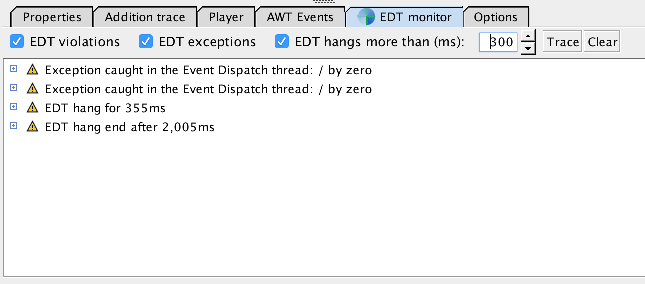 Properties Addition trace Player AWT Events EDT monitor Options
EDT violations EDT exceptions EDT hangs more than (ms): 300 Trace Clear
Exception caught in the Event Dispatch thread: / by zero
Exception caught in the Event Dispatch thread: / by zero
EDT hang for 355ms
EDT hang end after 2,005ms